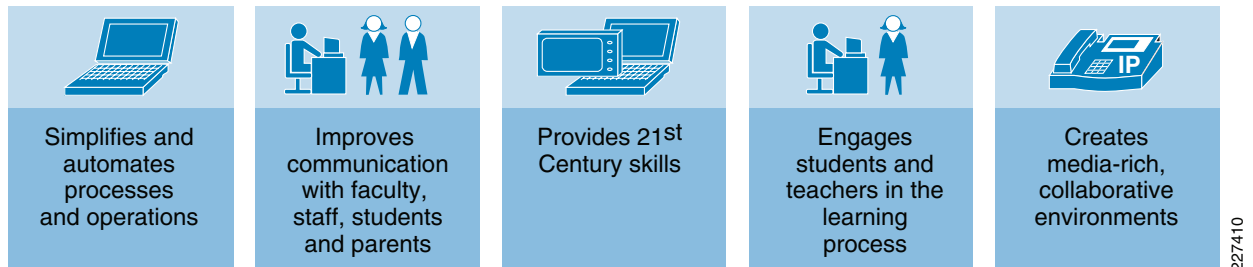 Simplifies and
automates
processes
and operations
Improves
communication
with faculty,
staff, students
and parents
Provides 21st
Century skills
Engages
students and
teachers in the
learning
process
IP
Creates
media-rich,
collaborative
environments
227410